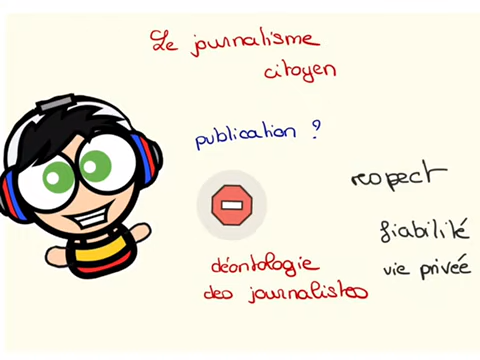 Le journalisme
citoyen
publication ?
respect
fiabilité
vie privée
déontologie
des journalistes